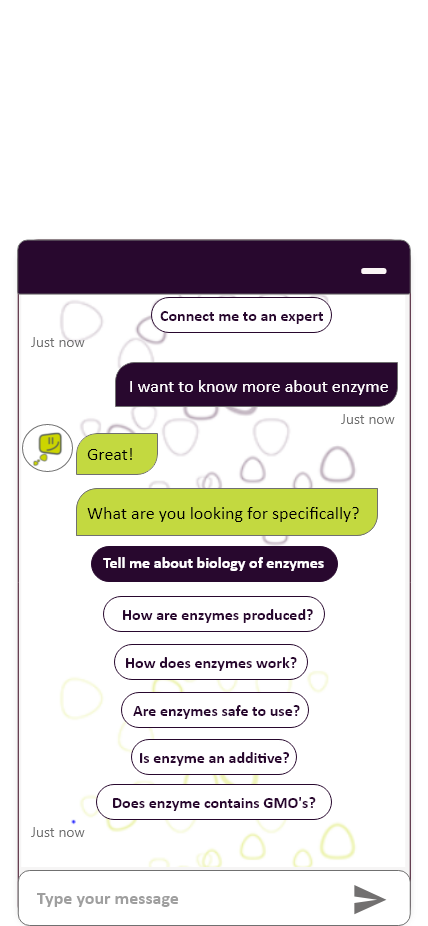 Connect me to an expert
Just now
I want to know more about enzyme
Just now
Great!
What are you looking for specifically?
Tell me about biology of enzymes
How are enzymes produced?
How does enzymes work?
Are enzymes safe to use?
Is enzyme an additive?
Does enzyme contains GMO's?
Just now
Type your message